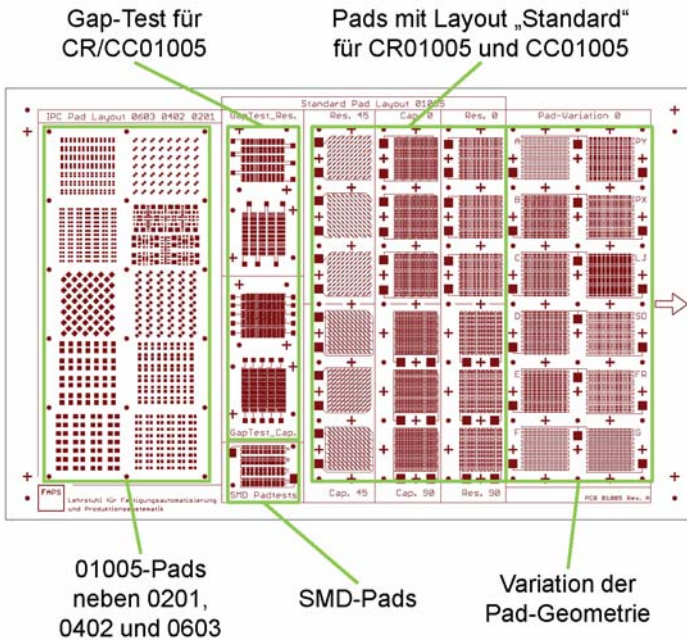 Gap-Test für
CR/CC01005
Pads mit Layout „Standard“
für CR01005 und CC01005
Standard Pad Layout 01005
IPC Pad Layout 0603 0402 0201
GapTest_Res.
Res. 45
Cap. 0
Res. 0
Pad-Variation 0
A
PY
B
PX
C
LJ
D
SO
E
FR
F
G
GapTest_Cap.
SMD Padtests
Cap. 45
Cap. 90
Res. 90
PCB 01005 Rev. A
FAPS
Lehrstuhl für Fertigungsautomatisierung
und Produktionssystematik
01005-Pads
neben 0201,
0402 und 0603
SMD-Pads
Variation der
Pad-Geometrie